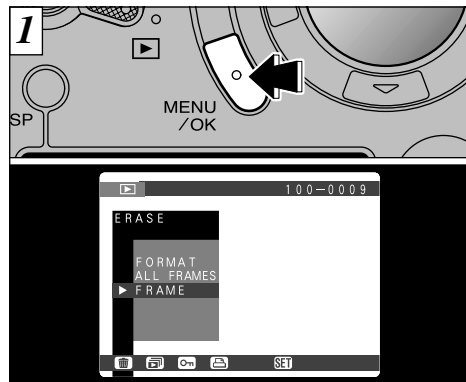 1
SP
MENU
/OK
100-0009
ERASE
FORMAT
ALL FRAMES
FRAME
SET